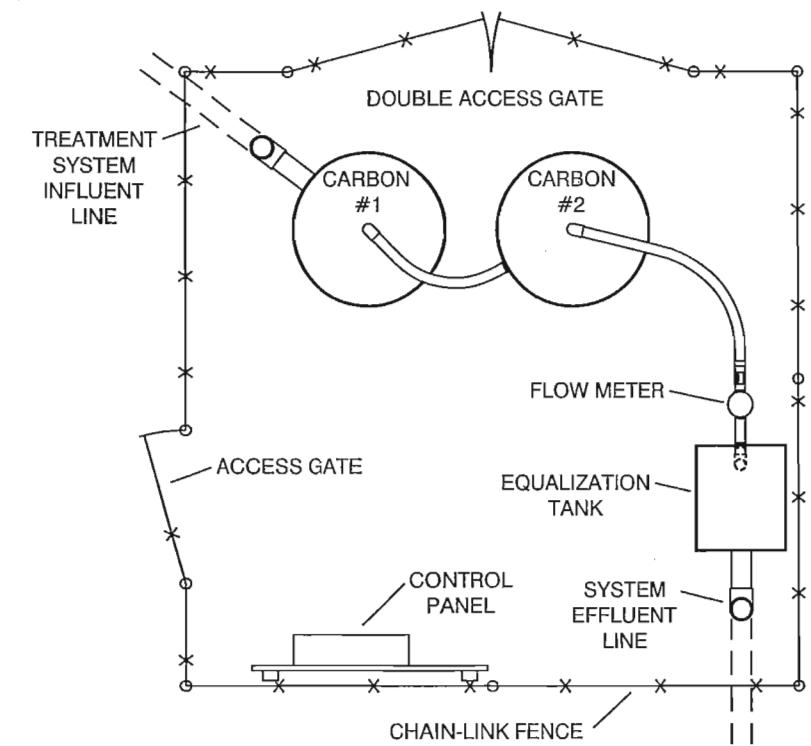 DOUBLE ACCESS GATE
TREATMENT
SYSTEM
INFLUENT
LINE
CARBON
#1
CARBON
#2
FLOW METER
ACCESS GATE
EQUALIZATION
TANK
CONTROL
PANEL
SYSTEM
EFFLUENT
LINE
CHAIN-LINK FENCE